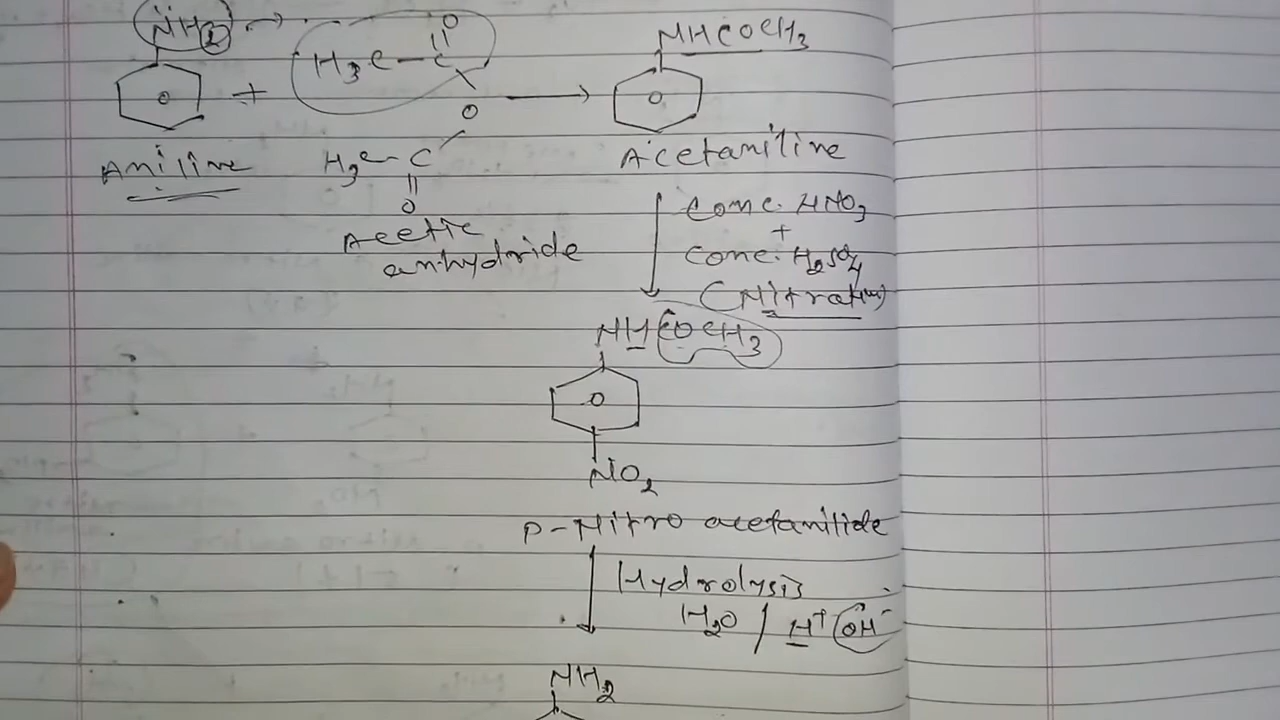 NH2
H3C-C
O
NHCOCH3
+
O
Aniline
H3C-C
O
Acetaniline
Acetic
anhydride
Conc. HNO3
+
Conc. H2SO4
(Nitration)
NHCOCH3
NO2
P-Nitro acetanilide
Hydrolysis
H2O / H+ OH-
NH2